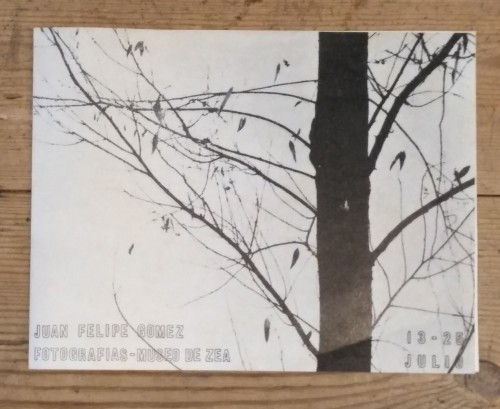 JUAN FELIPE GOMEZ
FOTOGRAFIAS-MUSEO DE ZEA
JULIO